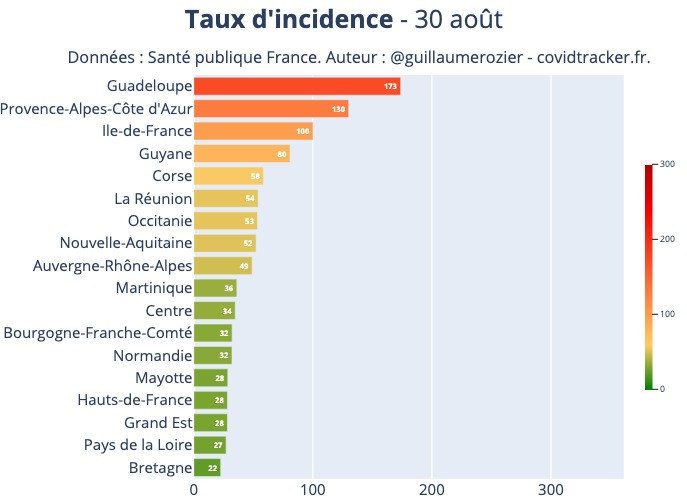 Taux d'incidence - 30 août
Données : Santé publique France. Auteur : @guillaumerozier - covidtracker.fr.
Guadeloupe 173
Provence-Alpes-Côte d'Azur 130
Ile-de-France 100
Guyane 80
Corse 58
La Réunion 54
Occitanie 53
Nouvelle-Aquitaine 52
Auvergne-Rhône-Alpes 49
Martinique 36
Centre 34
Bourgogne-Franche-Comté 32
Normandie 32
Mayotte 28
Hauts-de-France 28
Grand Est 28
Pays de la Loire 27
Bretagne 22
0 100 200 300
300
200
100
0